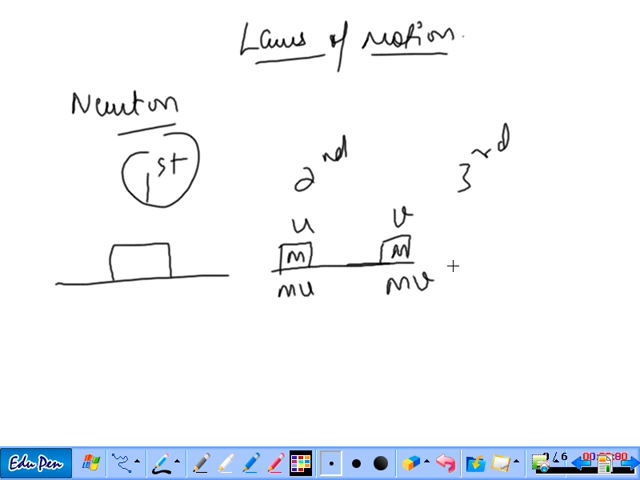 Laws of Motion.
Newton
1st
2nd
3rd
u
v
M
M
Mu
Mv
Edu Pen